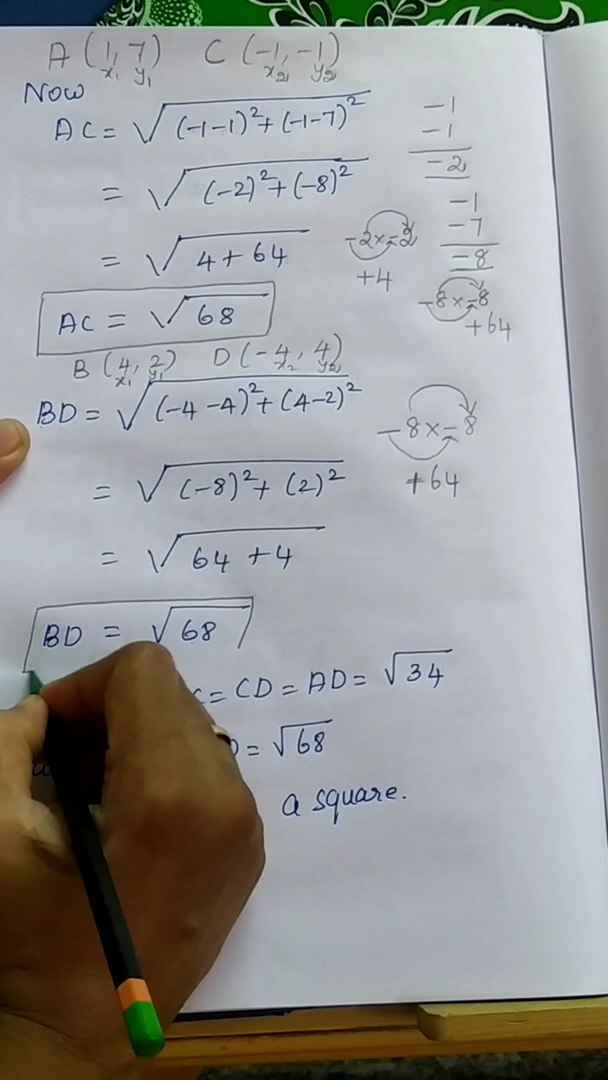 A (1, 7) C (-1, -1)
x₁ y₁ x₂ y₂
Now
AC = √(-1-1)²+(-1-7)²
-1
-1
-2
= √(-2)²+(-8)²
-1
-7
-8
= √4+64
-2×-2
+4
-8×-8
+64
AC = √68
B (4, 2) D (-4, 4)
x₁ y₁ x₂ y₂
BD = √(-4-4)²+(4-2)²
-8×-8
+64
= √(-8)²+(2)²
= √64+4
BD = √68
= CD = AD = √34
= √68
a square.